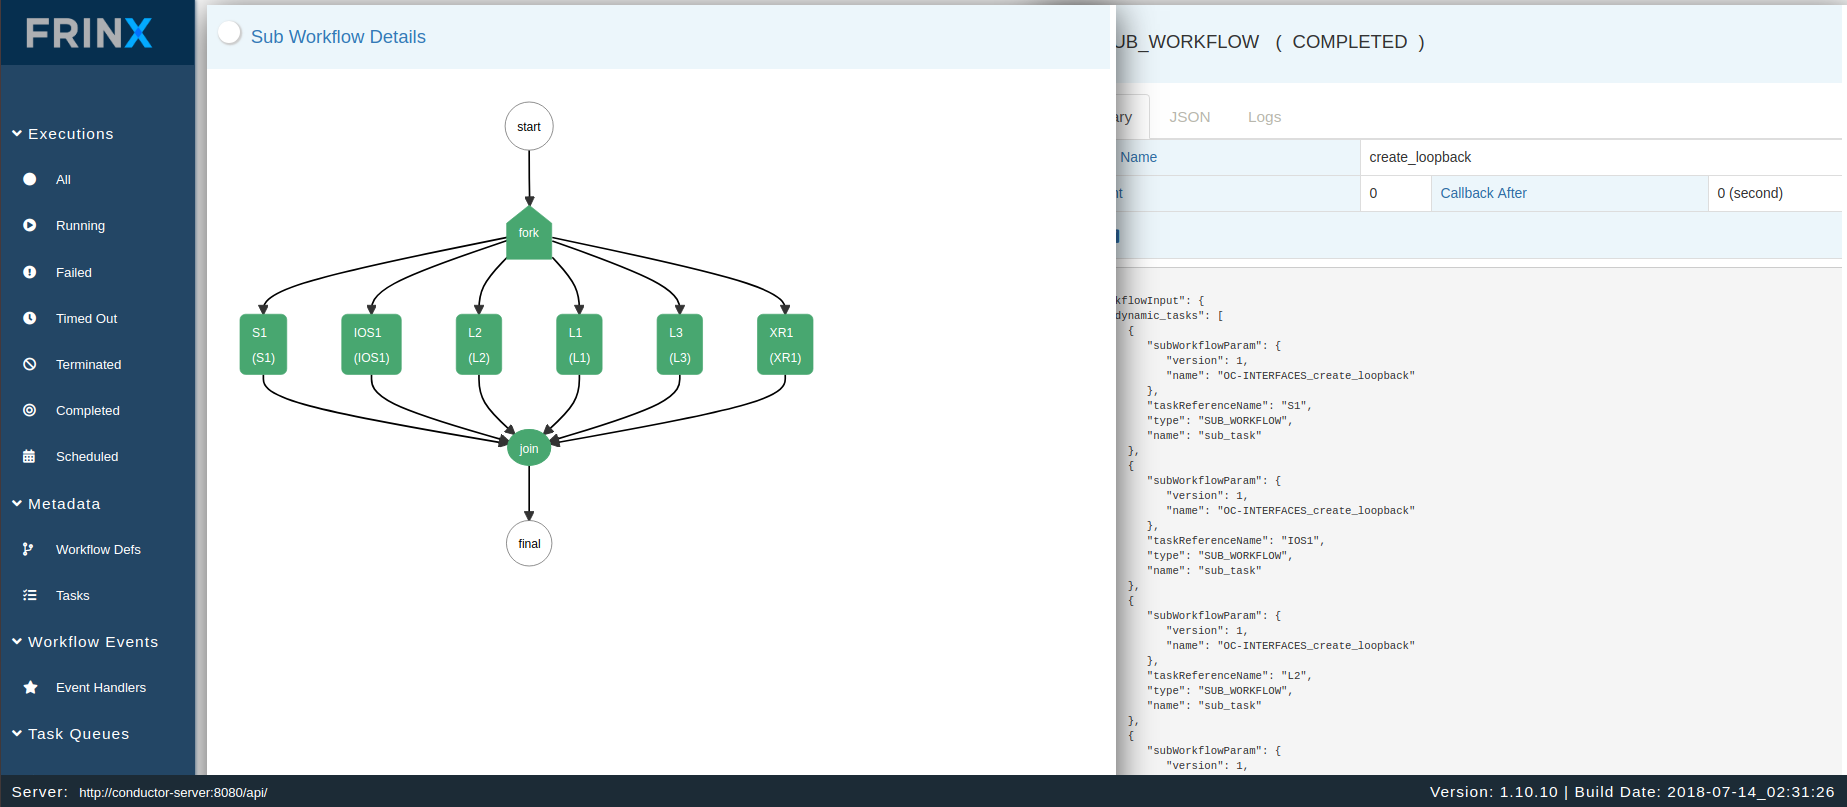 FRINX
Executions
All
Running
Failed
Timed Out
Terminated
Completed
Scheduled
Metadata
Workflow Defs
Tasks
Workflow Events
Event Handlers
Task Queues
Sub Workflow Details
start
fork
S1 IOS1 L2 L1 L3 XR1
(S1) (IOS1) (L2) (L1) (L3) (XR1)
join
final
UB_WORKFLOW ( COMPLETED )
ary JSON Logs
Name create_loopback
nt 0 Callback After 0 (second)
kflowInput": {
dynamic_tasks": [
{
"subWorkflowParam": {
"version": 1,
"name": "OC-INTERFACES_create_loopback"
},
"taskReferenceName": "S1",
"type": "SUB_WORKFLOW",
"name": "sub_task"
},
{
"subWorkflowParam": {
"version": 1,
"name": "OC-INTERFACES_create_loopback"
},
"taskReferenceName": "IOS1",
"type": "SUB_WORKFLOW",
"name": "sub_task"
},
{
"subWorkflowParam": {
"version": 1,
"name": "OC-INTERFACES_create_loopback"
},
"taskReferenceName": "L2",
"type": "SUB_WORKFLOW",
"name": "sub_task"
},
{
"subWorkflowParam": {
"version": 1,
Server: http://conductor-server:8080/api/
Version: 1.10.10 | Build Date: 2018-07-14_02:31:26